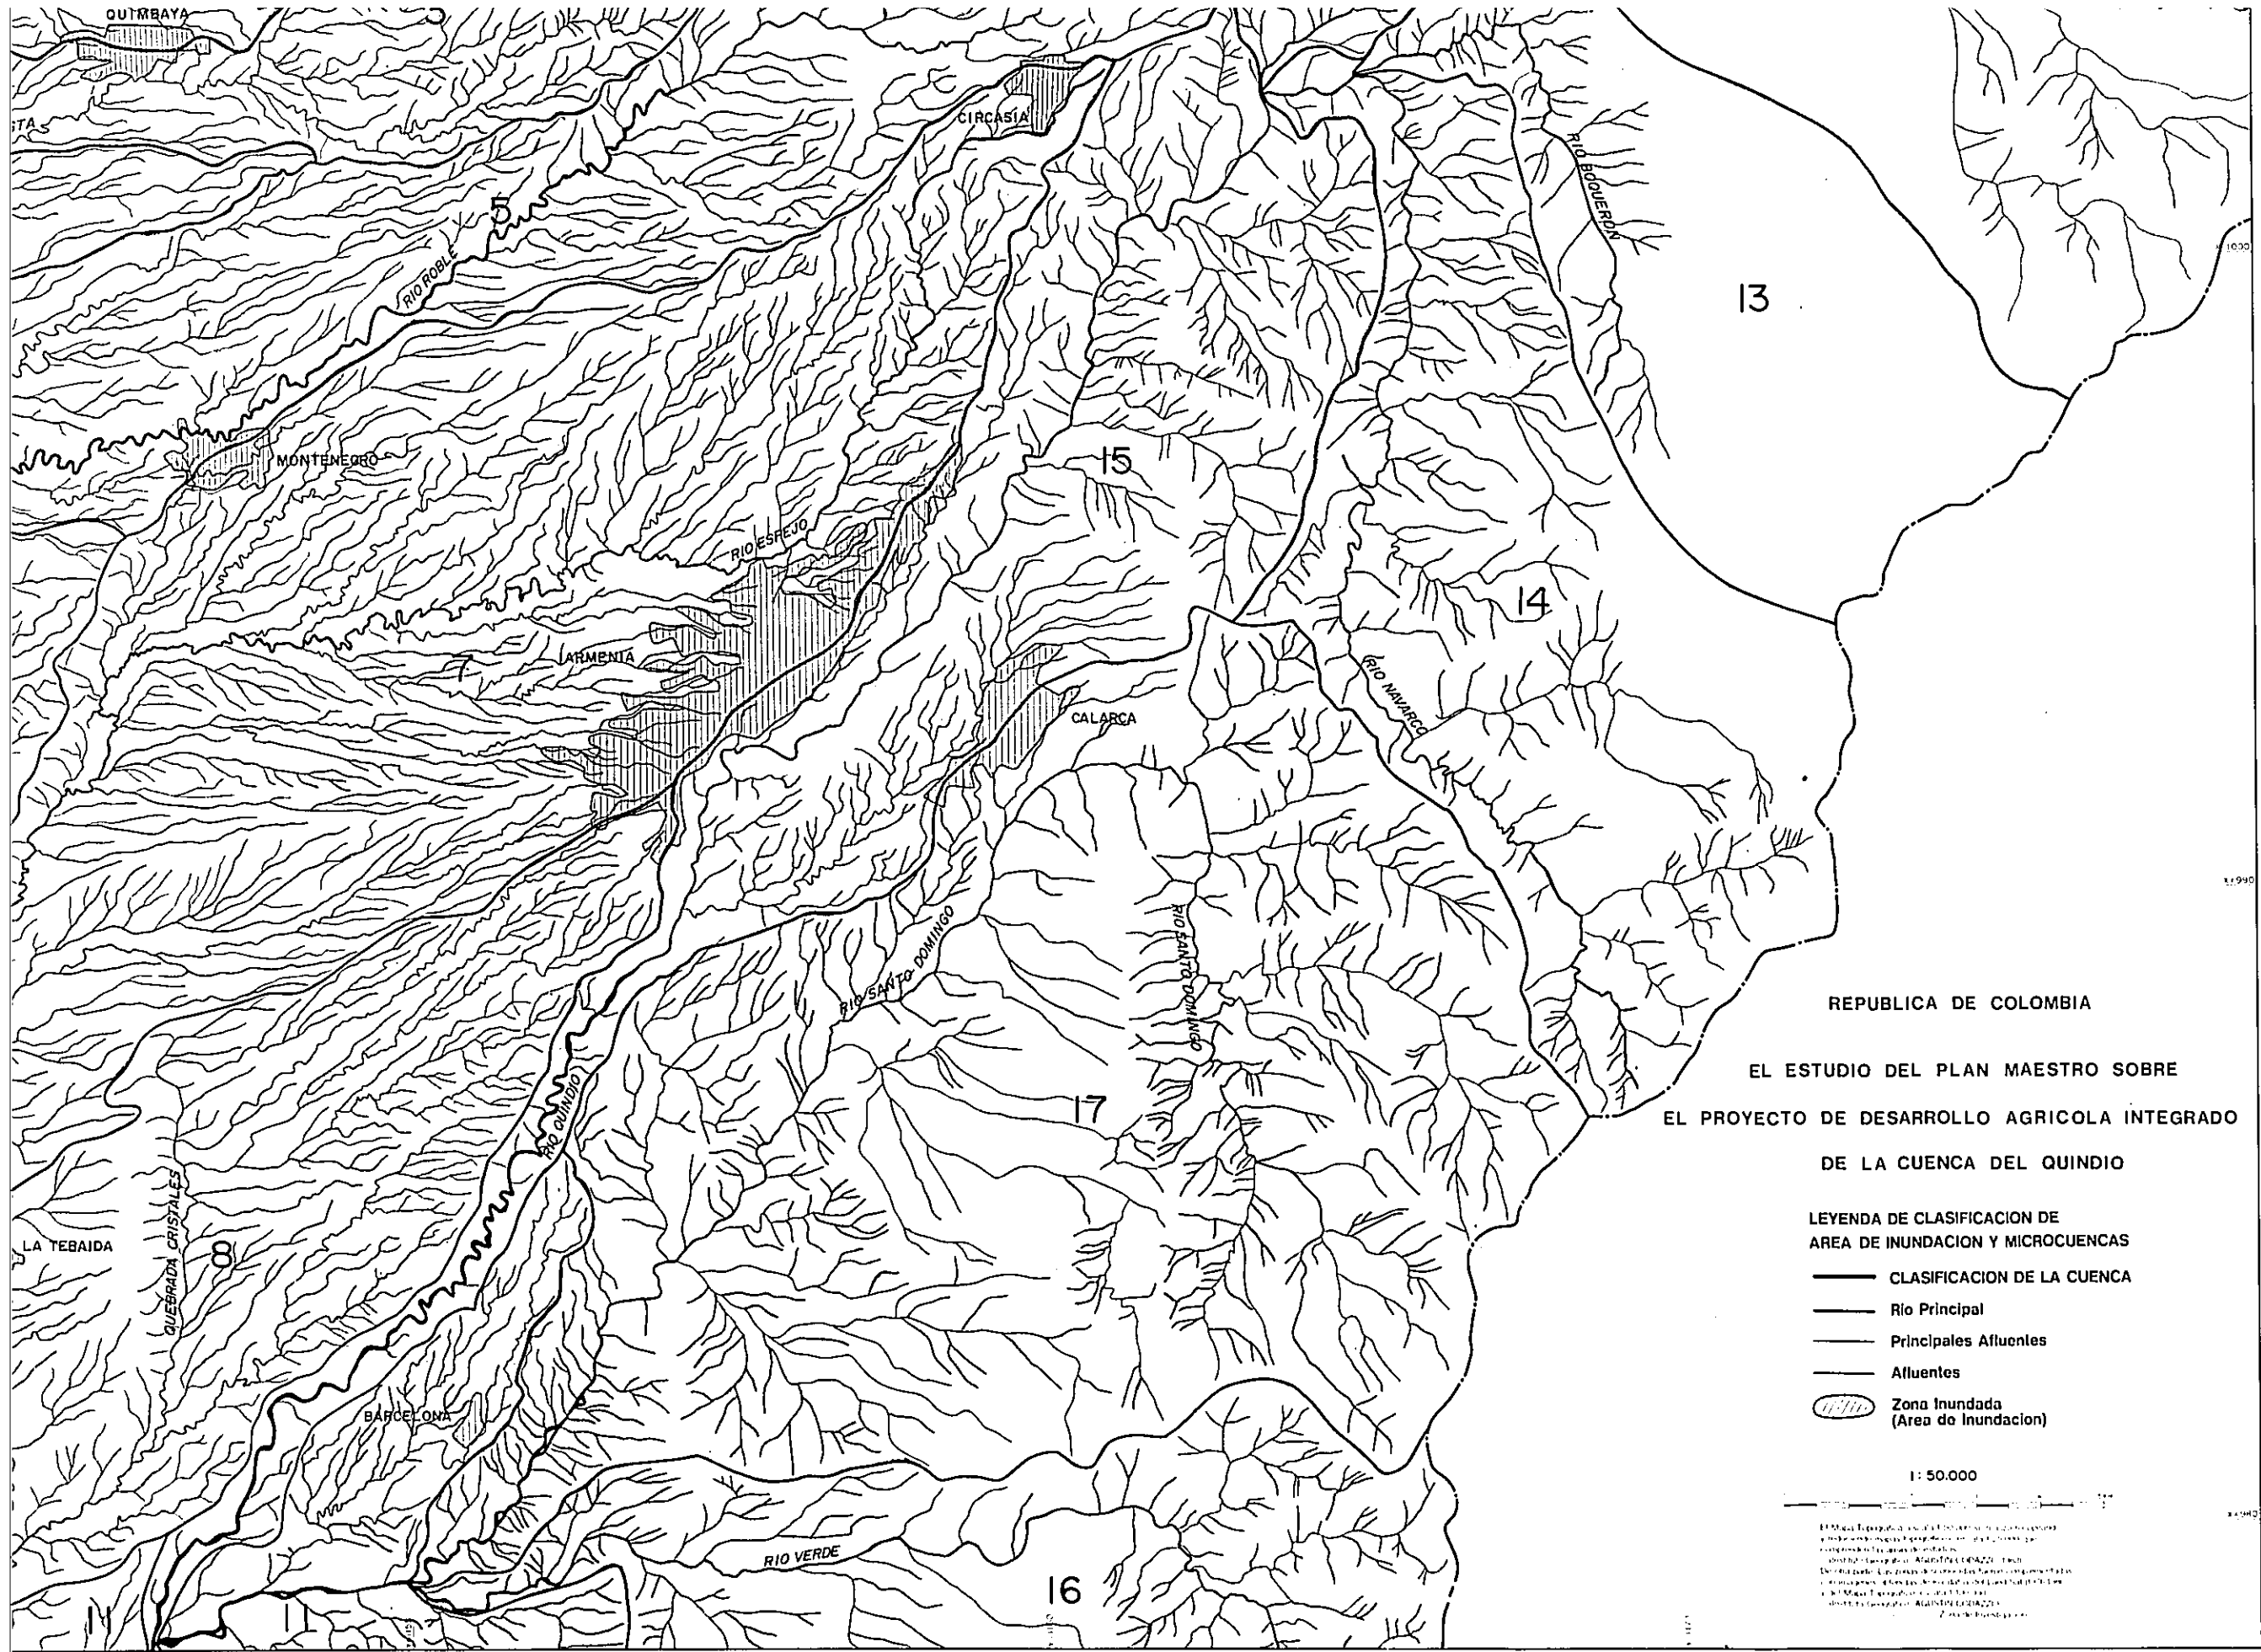 QUIMBAYA
5
CIRCASIA
RIO BOQUERON
5
RIO ROBLE
13
MONTENEGRO
15
RIO ESPEJO
14
ARMENIA
7
RIO NAVARCO
CALARCA
990
RIO SANTO DOMINGO
RIO SANTO DOMINGO
RIO QUINDIO
17
QUEBRADA CRISTALES
LA TEBAIDA
8
BARCELONA
RIO VERDE
16
11
11
REPUBLICA DE COLOMBIA
EL ESTUDIO DEL PLAN MAESTRO SOBRE
EL PROYECTO DE DESARROLLO AGRICOLA INTEGRADO
DE LA CUENCA DEL QUINDIO
LEYENDA DE CLASIFICACION DE
AREA DE INUNDACION Y MICROCUENCAS
CLASIFICACION DE LA CUENCA
Rio Principal
Principales Afluentes
Afluentes
Zona Inundada
(Area de Inundacion)
1: 50.000